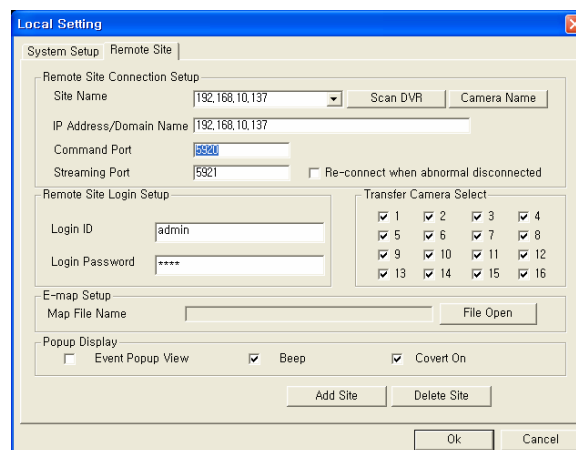 Local Setting
System Setup Remote Site
Remote Site Connection Setup
Site Name 192,168,10,137 Scan DVR Camera Name
IP Address/Domain Name 192,168,10,137
Command Port 5920
Streaming Port 5921 Re-connect when abnormal disconnected
Remote Site Login Setup
Login ID admin
Login Password ****
Transfer Camera Select
1 2 3 4
5 6 7 8
9 10 11 12
13 14 15 16
E-map Setup
Map File Name File Open
Popup Display
Event Popup View Beep Covert On
Add Site Delete Site
Ok Cancel